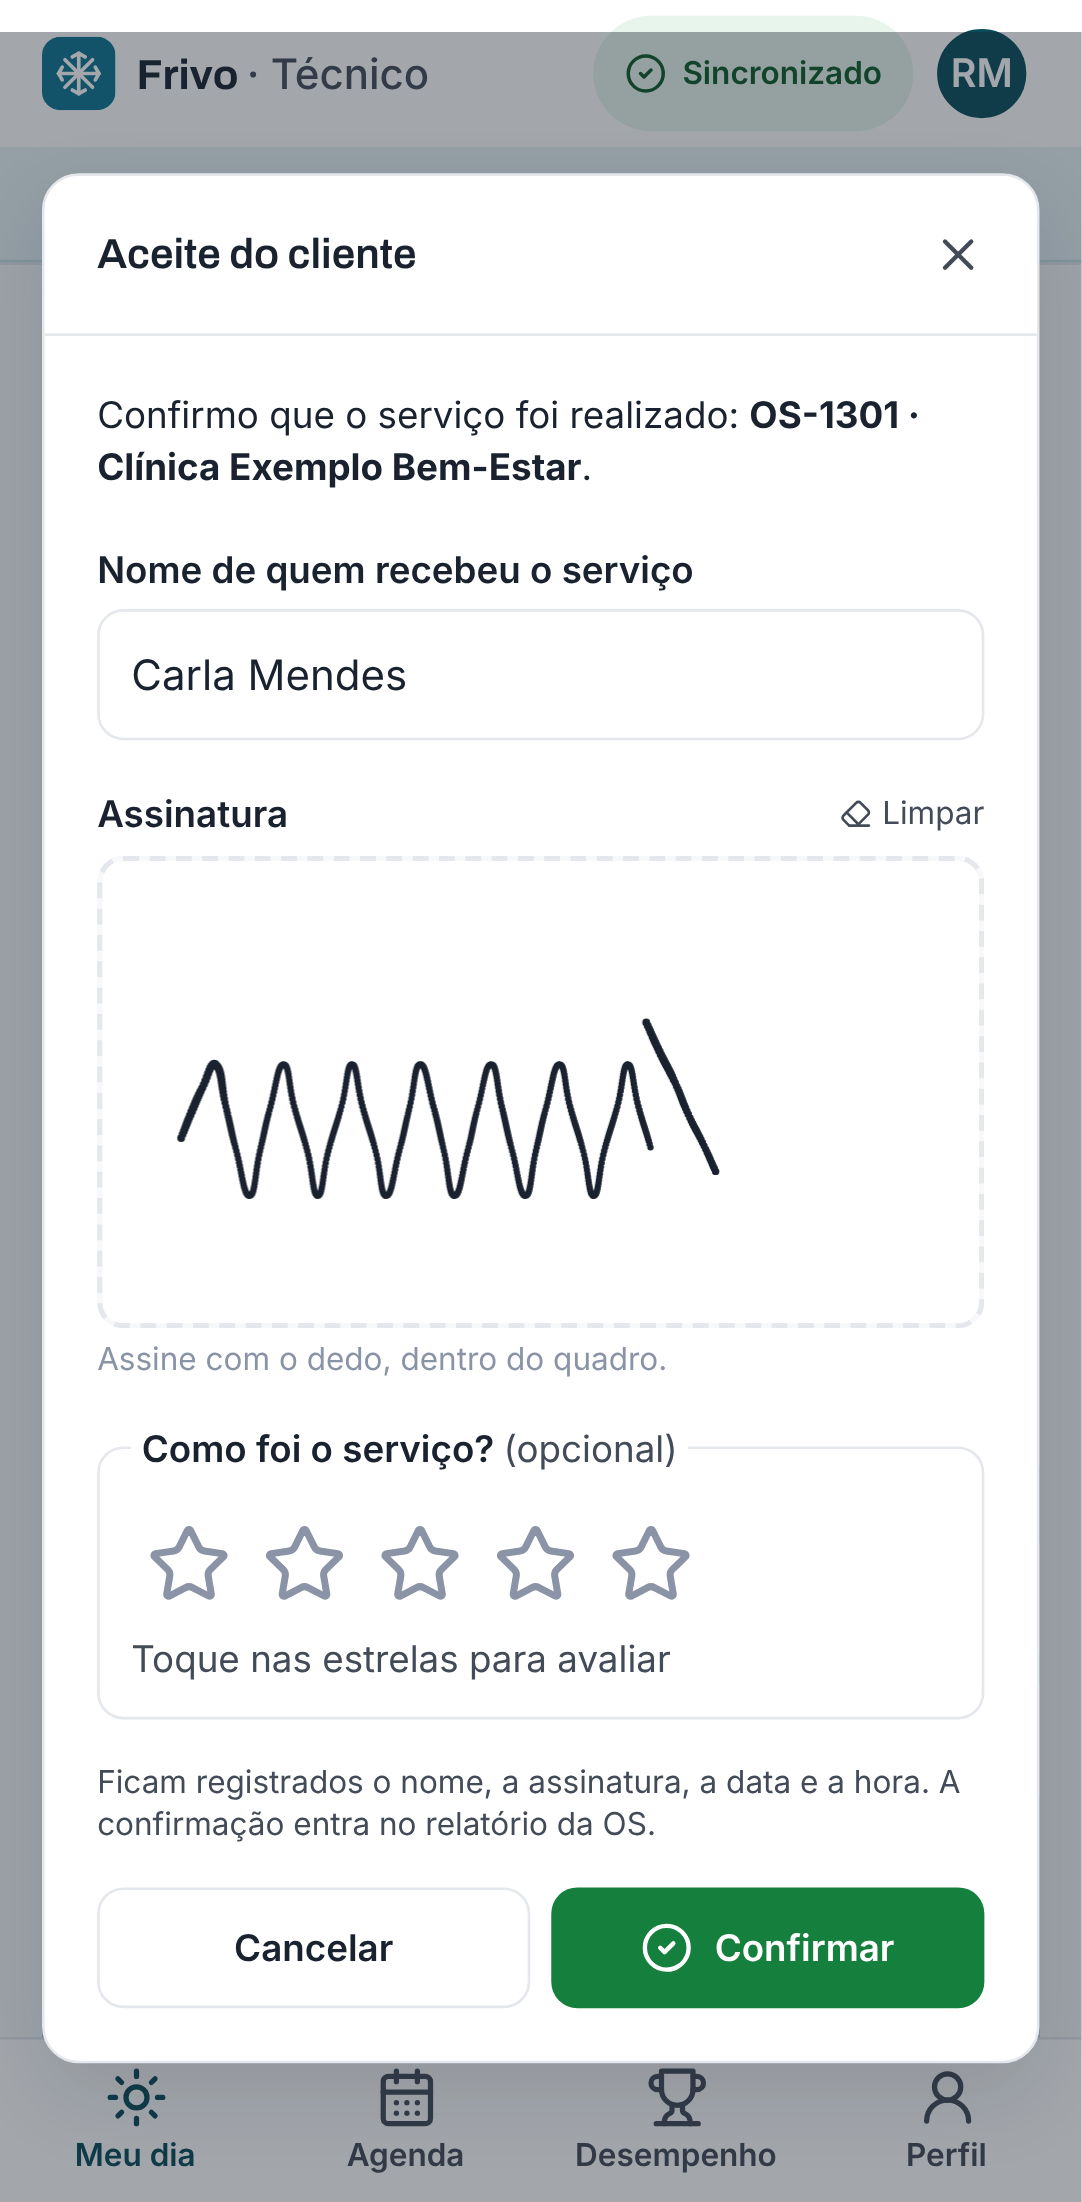 Frivo · Técnico
Sincronizado
RM
Aceite do cliente
Confirmo que o serviço foi realizado: OS-1301 ·
Clínica Exemplo Bem-Estar.
Nome de quem recebeu o serviço
Carla Mendes
Assinatura
Limpar
Assine com o dedo, dentro do quadro.
Como foi o serviço? (opcional)
Toque nas estrelas para avaliar
Ficam registrados o nome, a assinatura, a data e a hora. A
confirmação entra no relatório da OS.
Cancelar
Confirmar
Meu dia
Agenda
Desempenho
Perfil